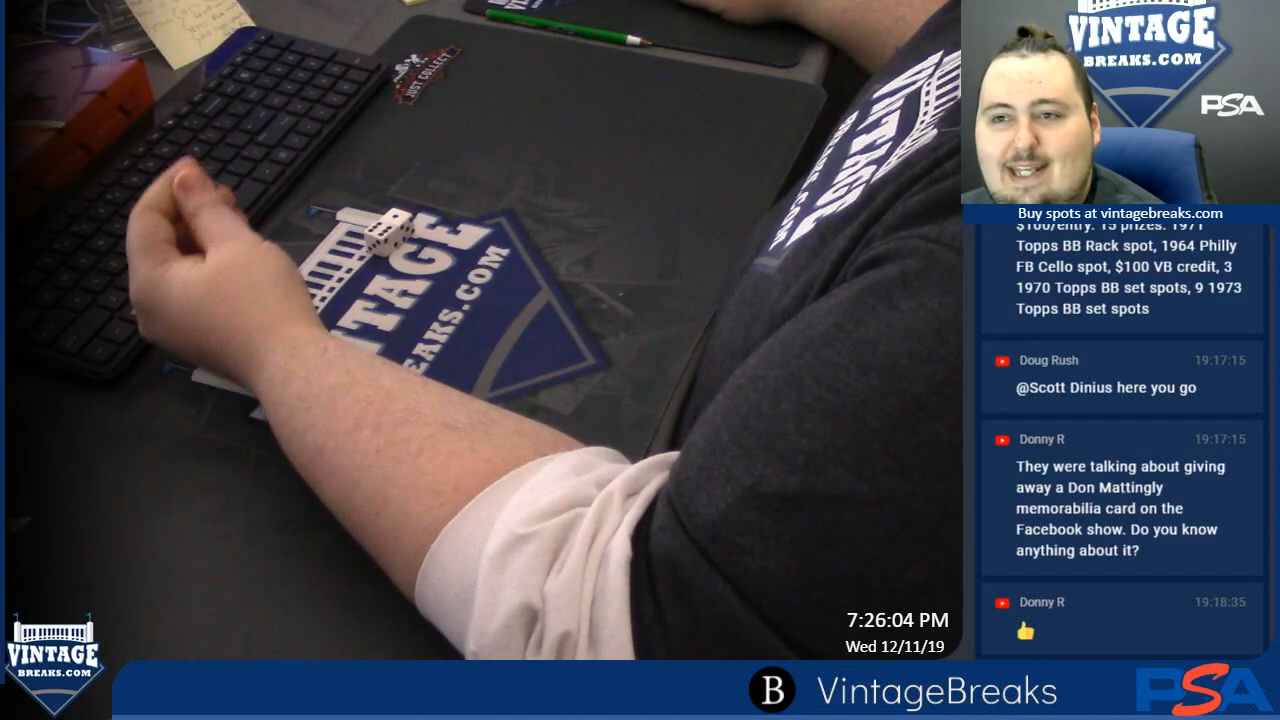 JUST COLLECT
VINTAGE
BREAKS.COM
VINTAGE
BREAKS.COM
PSA
Buy spots at vintagebreaks.com
$100/entry. 15 prizes. 1971
Topps BB Rack spot, 1964 Philly
FB Cello spot, $100 VB credit, 3
1970 Topps BB set spots, 9 1973
Topps BB set spots
Doug Rush 19:17:15
@Scott Dinius here you go
Donny R 19:17:15
They were talking about giving
away a Don Mattingly
memorabilia card on the
Facebook show. Do you know
anything about it?
Donny R 19:18:35
👍
7:26:04 PM
Wed 12/11/19
VINTAGE
BREAKS.COM
B VintageBreaks
PSA